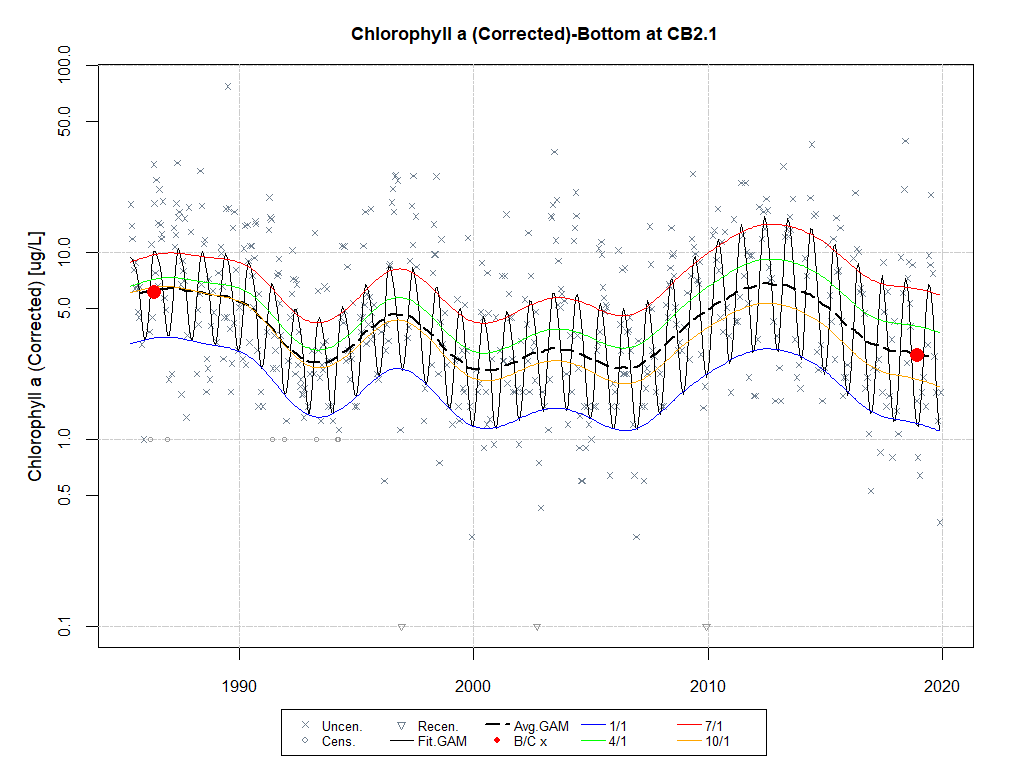 Chlorophyll a (Corrected)-Bottom at CB2.1
Chlorophyll a (Corrected) [ug/L]
100.0
50.0
10.0
5.0
1.0
0.5
0.1
1990 2000 2010 2020
Uncen. Recen. Avg.GAM 1/1 7/1
Cens. Fit.GAM B/C x 4/1 10/1